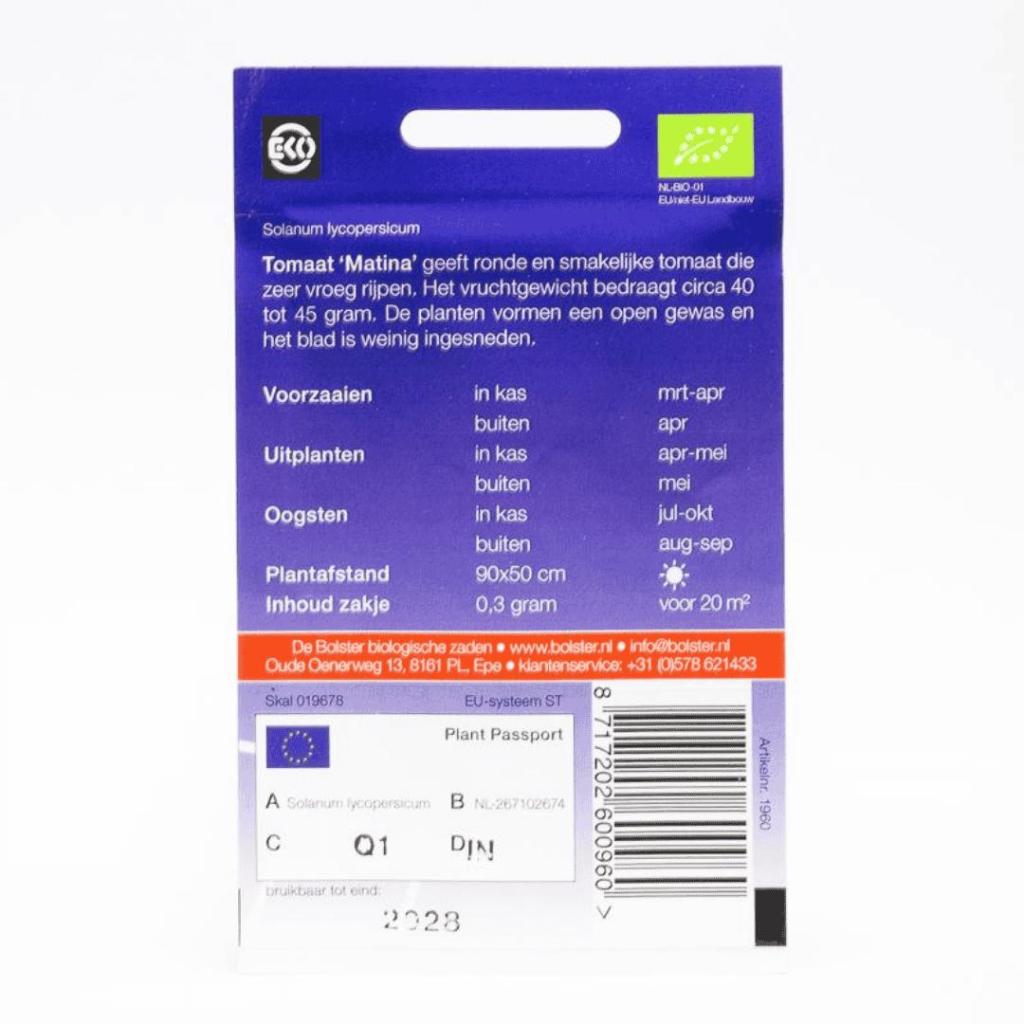 EKO
NL-BIO-01
EU/niet-EU Landbouw
Solanum lycopersicum
Tomaat ‘Matina’ geeft ronde en smakelijke tomaat die
zeer vroeg rijpen. Het vruchtgewicht bedraagt circa 40
tot 45 gram. De planten vormen een open gewas en
het blad is weinig ingesneden.
Voorzaaien in kas mrt-apr
buiten apr
Uitplanten in kas apr-mei
buiten mei
Oogsten in kas jul-okt
buiten aug-sep
Plantafstand 90x50 cm
Inhoud zakje 0,3 gram voor 20 m²
De Bolster biologische zaden • www.bolster.nl • info@bolster.nl
Oude Oenerweg 13, 8161 PL, Epe • klantenservice: +31 (0)578 621433
Skal 019678 EU-systeem ST
Plant Passport
A Solanum lycopersicum B NL-267102674
C Q1 D IN
bruikbaar tot eind:
2028
8 717202 600960 >
Artikelnr. 1960